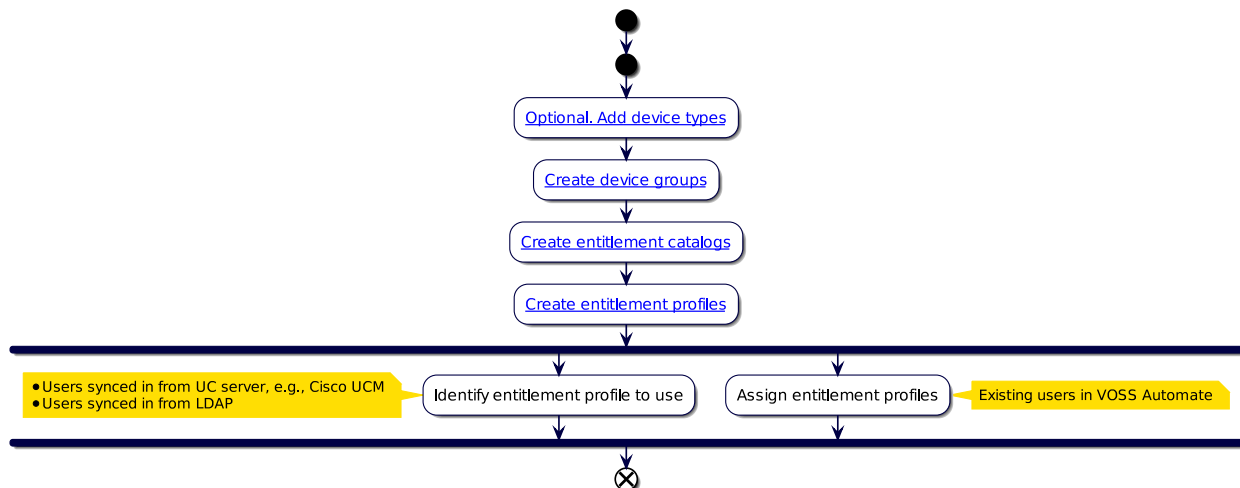 Optional. Add device types
Create device groups
Create entitlement catalogs
Create entitlement profiles
• Users synced in from UC server, e.g., Cisco UCM
• Users synced in from LDAP
Identify entitlement profile to use
Assign entitlement profiles
Existing users in VOSS Automate